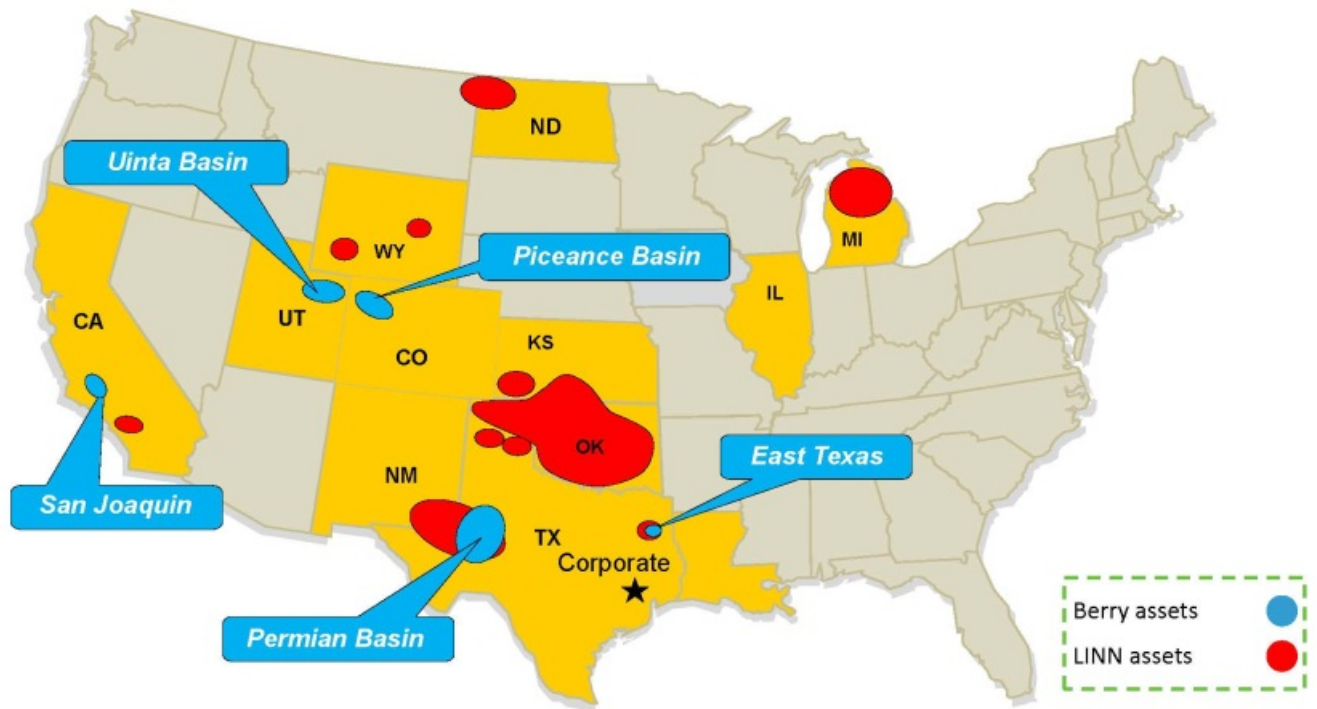 ND
Uinta Basin
MI
WY
Piceance Basin
IL
CA
UT
KS
CO
OK
East Texas
NM
San Joaquin
TX
Corporate
Berry assets
Permian Basin
LINN assets